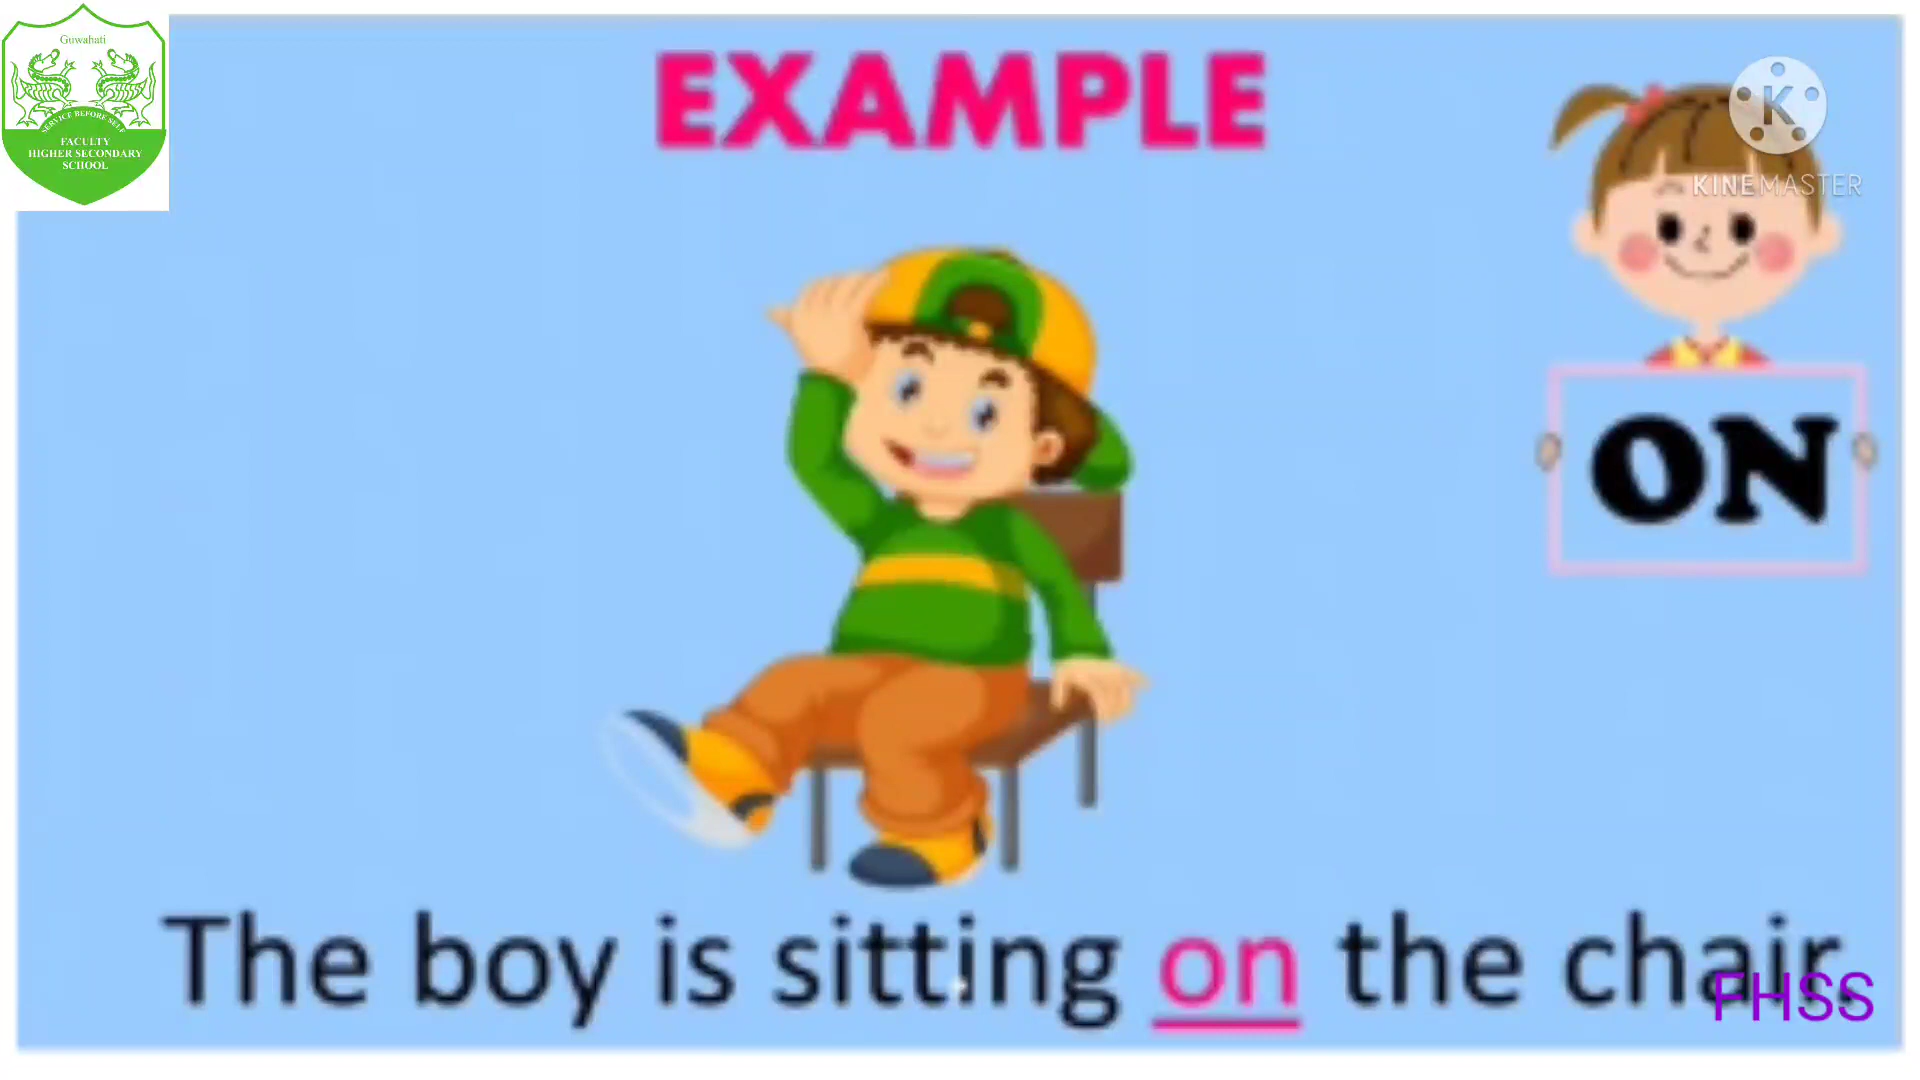 Guwahati
SERVICE BEFORE SELF
FACULTY
HIGHER SECONDARY
SCHOOL
EXAMPLE
K
KINEMASTER
ON
The boy is sitting on the chair.
FHSS